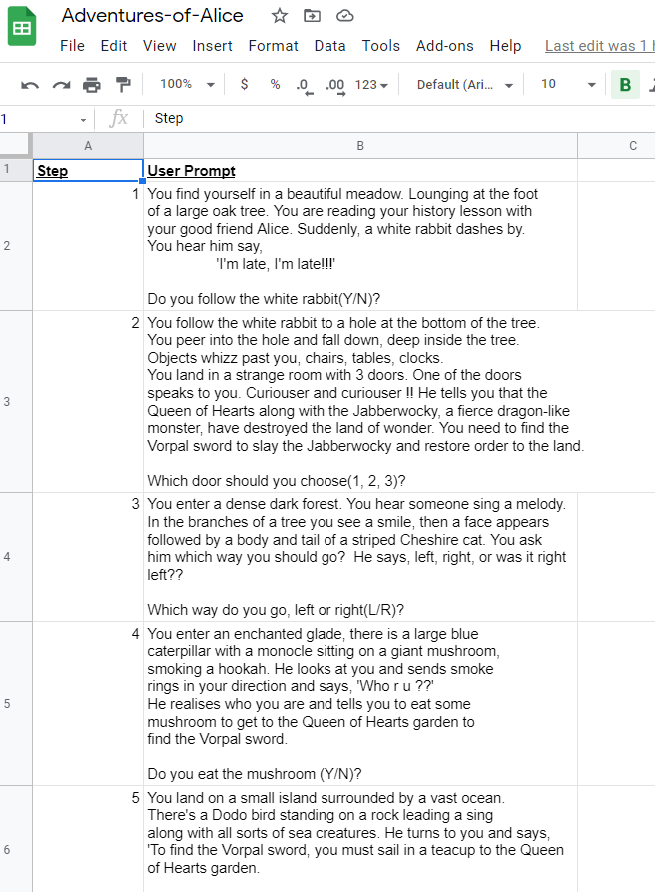 Adventures-of-Alice
File Edit View Insert Format Data Tools Add-ons Help Last edit was 1
100% $ % .0 .00 123 Default (Ari... 10 B
1 fx Step
A B C
1 Step User Prompt
1 You find yourself in a beautiful meadow. Lounging at the foot
of a large oak tree. You are reading your history lesson with
your good friend Alice. Suddenly, a white rabbit dashes by.
2 You hear him say,
'I'm late, I'm late!!!'
Do you follow the white rabbit(Y/N)?
2 You follow the white rabbit to a hole at the bottom of the tree.
You peer into the hole and fall down, deep inside the tree.
Objects whizz past you, chairs, tables, clocks.
You land in a strange room with 3 doors. One of the doors
speaks to you. Curiouser and curiouser !! He tells you that the
3 Queen of Hearts along with the Jabberwocky, a fierce dragon-like
monster, have destroyed the land of wonder. You need to find the
Vorpal sword to slay the Jabberwocky and restore order to the land.
Which door should you choose(1, 2, 3)?
3 You enter a dense dark forest. You hear someone sing a melody.
In the branches of a tree you see a smile, then a face appears
followed by a body and tail of a striped Cheshire cat. You ask
4 him which way you should go? He says, left, right, or was it right
left??
Which way do you go, left or right(L/R)?
4 You enter an enchanted glade, there is a large blue
caterpillar with a monocle sitting on a giant mushroom,
smoking a hookah. He looks at you and sends smoke
rings in your direction and says, 'Who r u ??'
5 He realises who you are and tells you to eat some
mushroom to get to the Queen of Hearts garden to
find the Vorpal sword.
Do you eat the mushroom (Y/N)?
5 You land on a small island surrounded by a vast ocean.
There's a Dodo bird standing on a rock leading a sing
along with all sorts of sea creatures. He turns to you and says,
6 'To find the Vorpal sword, you must sail in a teacup to the Queen
of Hearts garden.